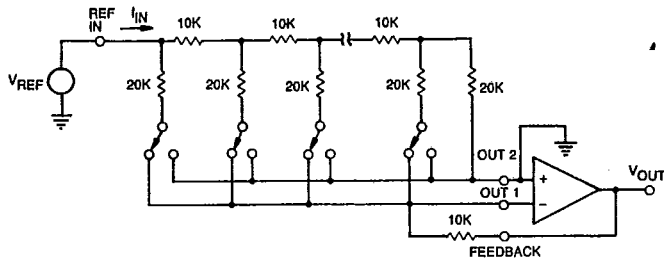 REF
IN
I_IN
10K
10K
10K
V_REF
20K
20K
20K
20K
20K
OUT 2
+
V_OUT
OUT 1
−
10K
FEEDBACK